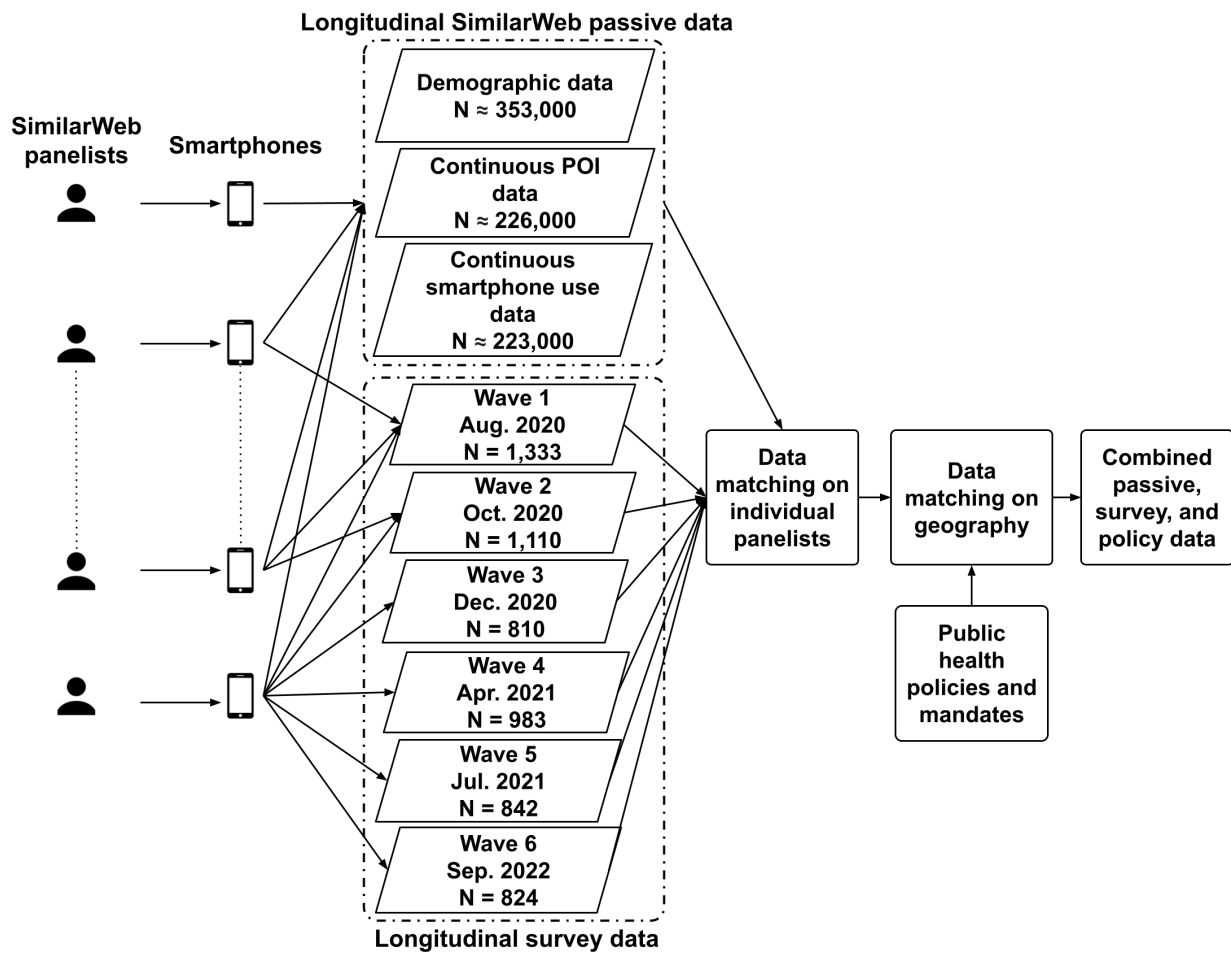 Longitudinal SimilarWeb passive data
SimilarWeb
panelists
Smartphones
Demographic data
N ≈ 353,000
Continuous POI
data
N ≈ 226,000
Continuous
smartphone use
data
N ≈ 223,000
Wave 1
Aug. 2020
N = 1,333
Wave 2
Oct. 2020
N = 1,110
Wave 3
Dec. 2020
N = 810
Wave 4
Apr. 2021
N = 983
Wave 5
Jul. 2021
N = 842
Wave 6
Sep. 2022
N = 824
Longitudinal survey data
Data
matching on
individual
panelists
Data
matching on
geography
Combined
passive,
survey, and
policy data
Public
health
policies and
mandates